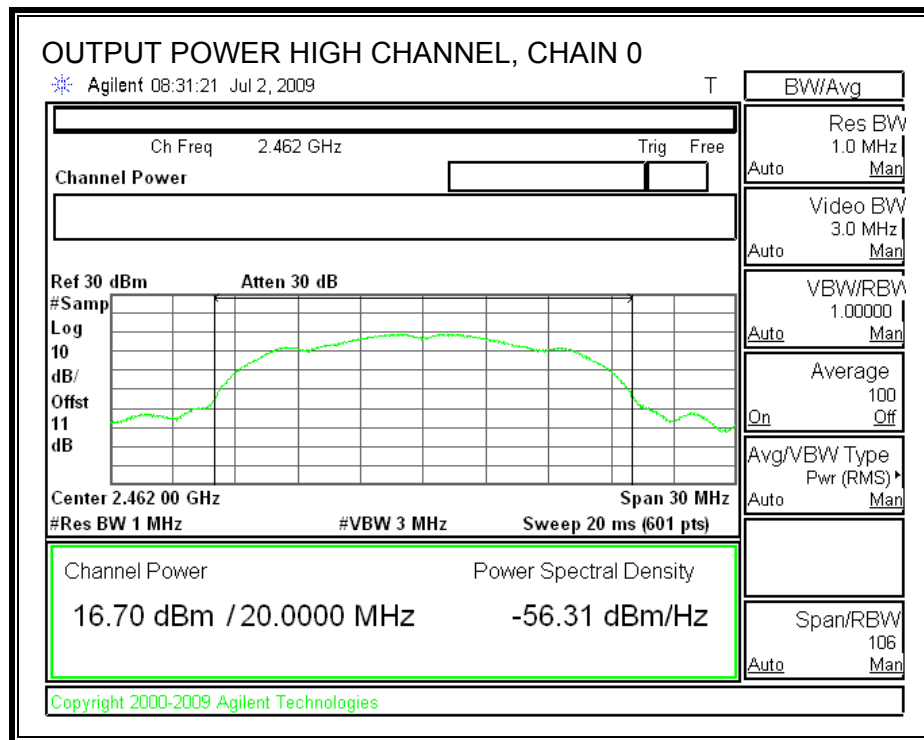 OUTPUT POWER HIGH CHANNEL, CHAIN 0
Agilent 08:31:21 Jul 2, 2009 T
Ch Freq 2.462 GHz Trig Free
Channel Power
Ref 30 dBm Atten 30 dB
#Samp
Log
10
dB/
Offst
11
dB
Center 2.462 00 GHz Span 30 MHz
#Res BW 1 MHz #VBW 3 MHz Sweep 20 ms (601 pts)
Channel Power Power Spectral Density
16.70 dBm / 20.0000 MHz -56.31 dBm/Hz
Copyright 2000-2009 Agilent Technologies
BW/Avg
Res BW
1.0 MHz
Auto Man
Video BW
3.0 MHz
Auto Man
VBW/RBW
1.00000
Auto Man
Average
100
On Off
Avg/VBW Type
Pwr (RMS)
Auto Man
Span/RBW
106
Auto Man